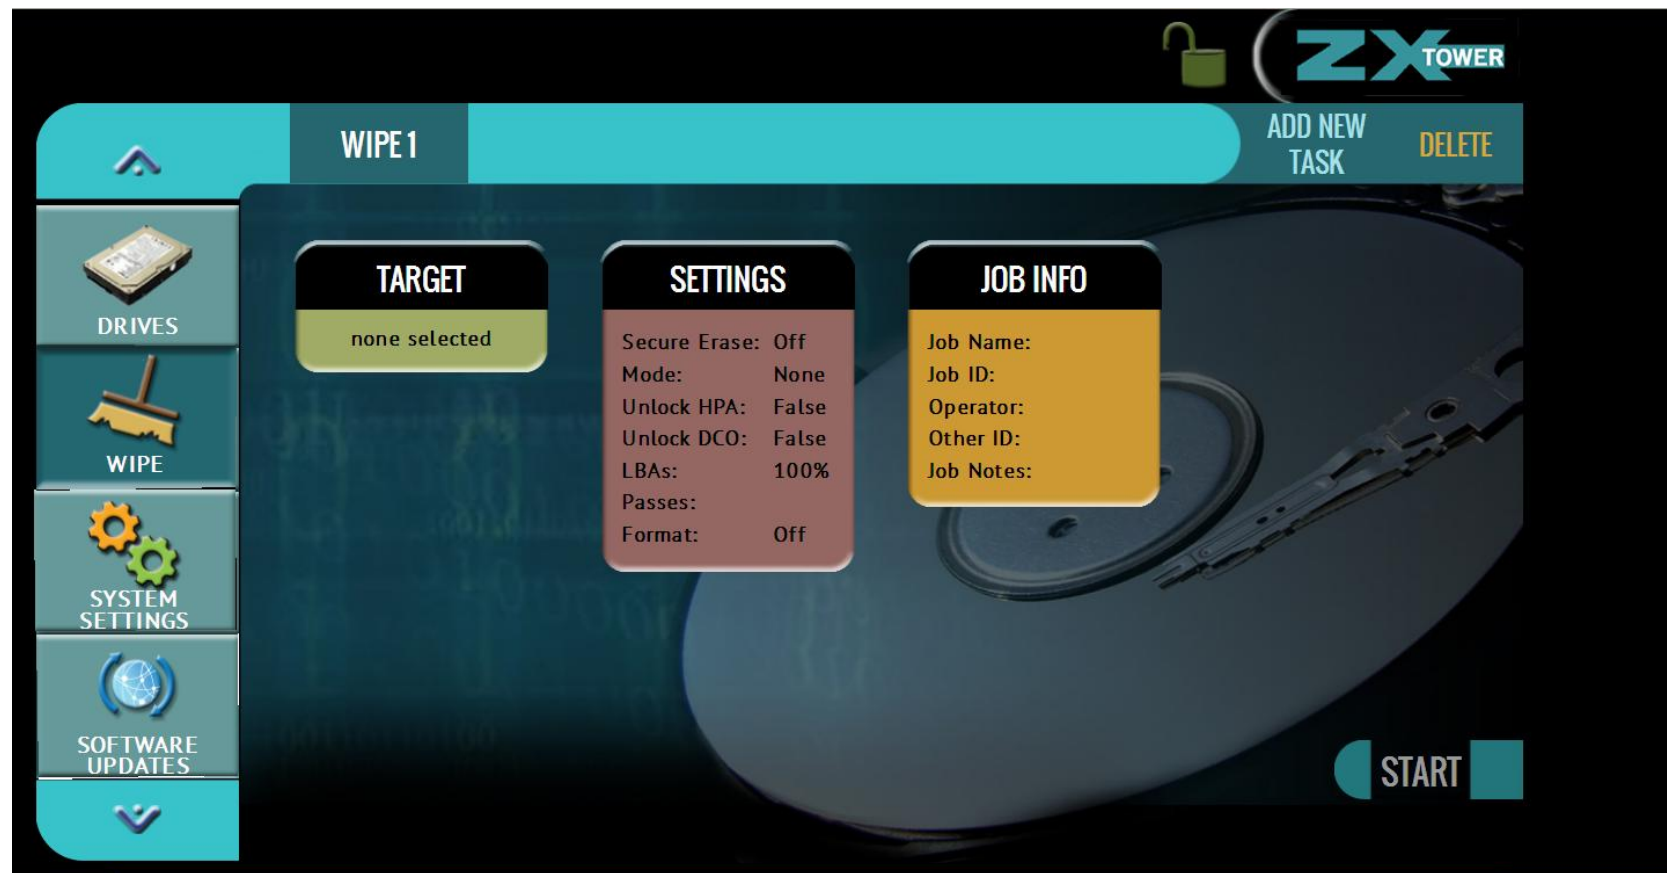 ZX TOWER
WIPE 1
ADD NEW
TASK
DELETE
DRIVES
WIPE
SYSTEM
SETTINGS
SOFTWARE
UPDATES
TARGET
none selected
SETTINGS
Secure Erase: Off
Mode: None
Unlock HPA: False
Unlock DCO: False
LBAs: 100%
Passes:
Format: Off
JOB INFO
Job Name:
Job ID:
Operator:
Other ID:
Job Notes:
START